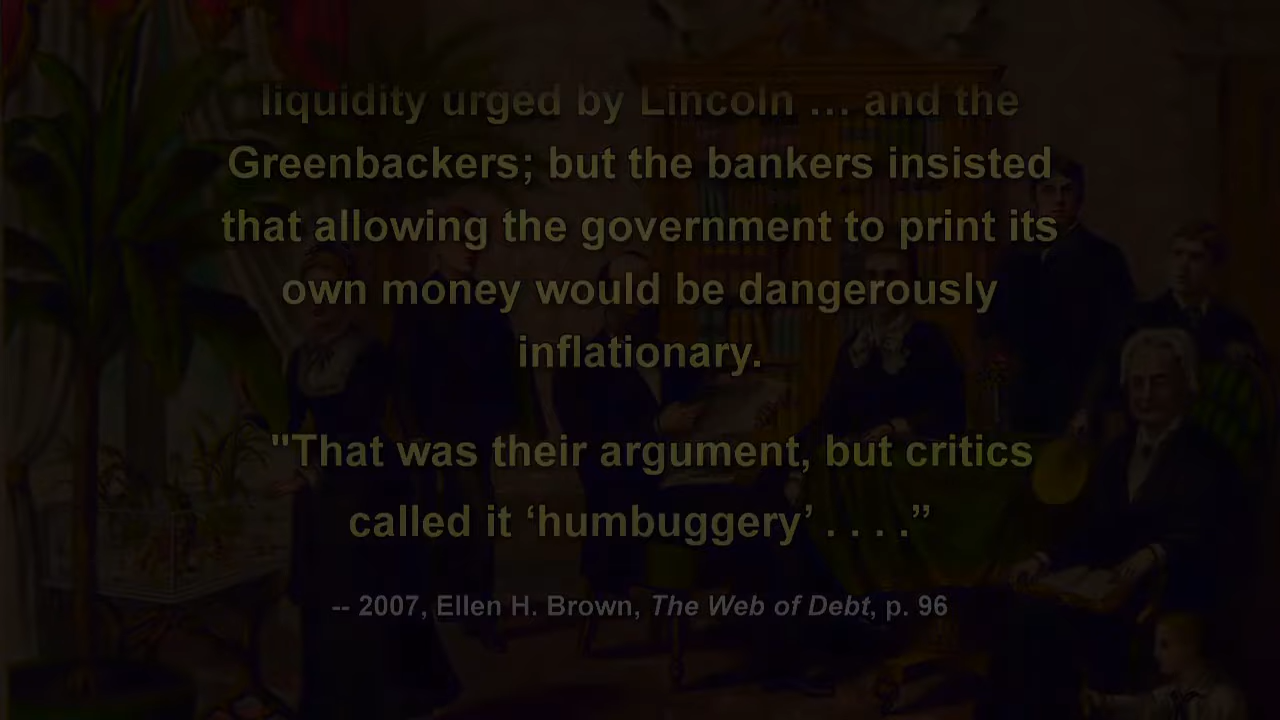 liquidity urged by Lincoln … and the
Greenbackers; but the bankers insisted
that allowing the government to print its
own money would be dangerously
inflationary.
"That was their argument, but critics
called it ‘humbuggery’ . . . .”
-- 2007, Ellen H. Brown, The Web of Debt, p. 96